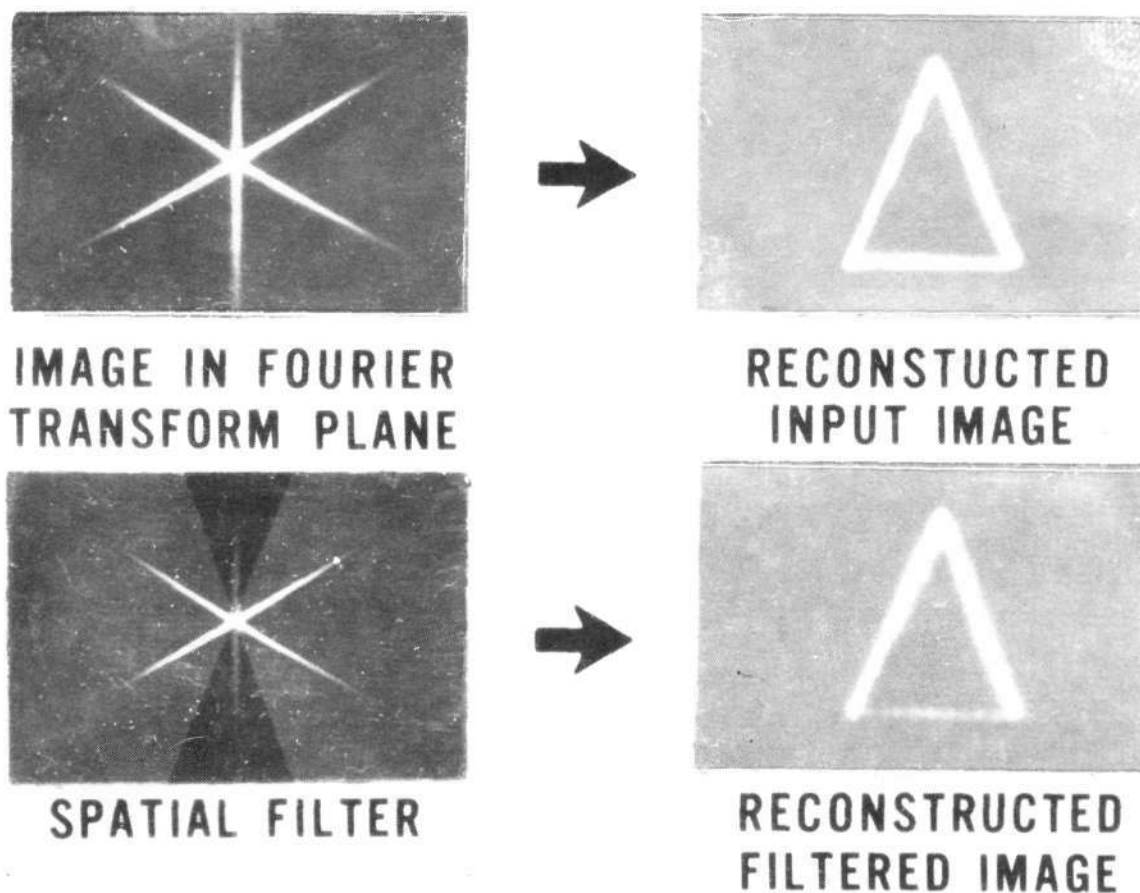 IMAGE IN FOURIER
TRANSFORM PLANE
RECONSTUCTED
INPUT IMAGE
SPATIAL FILTER
RECONSTRUCTED
FILTERED IMAGE